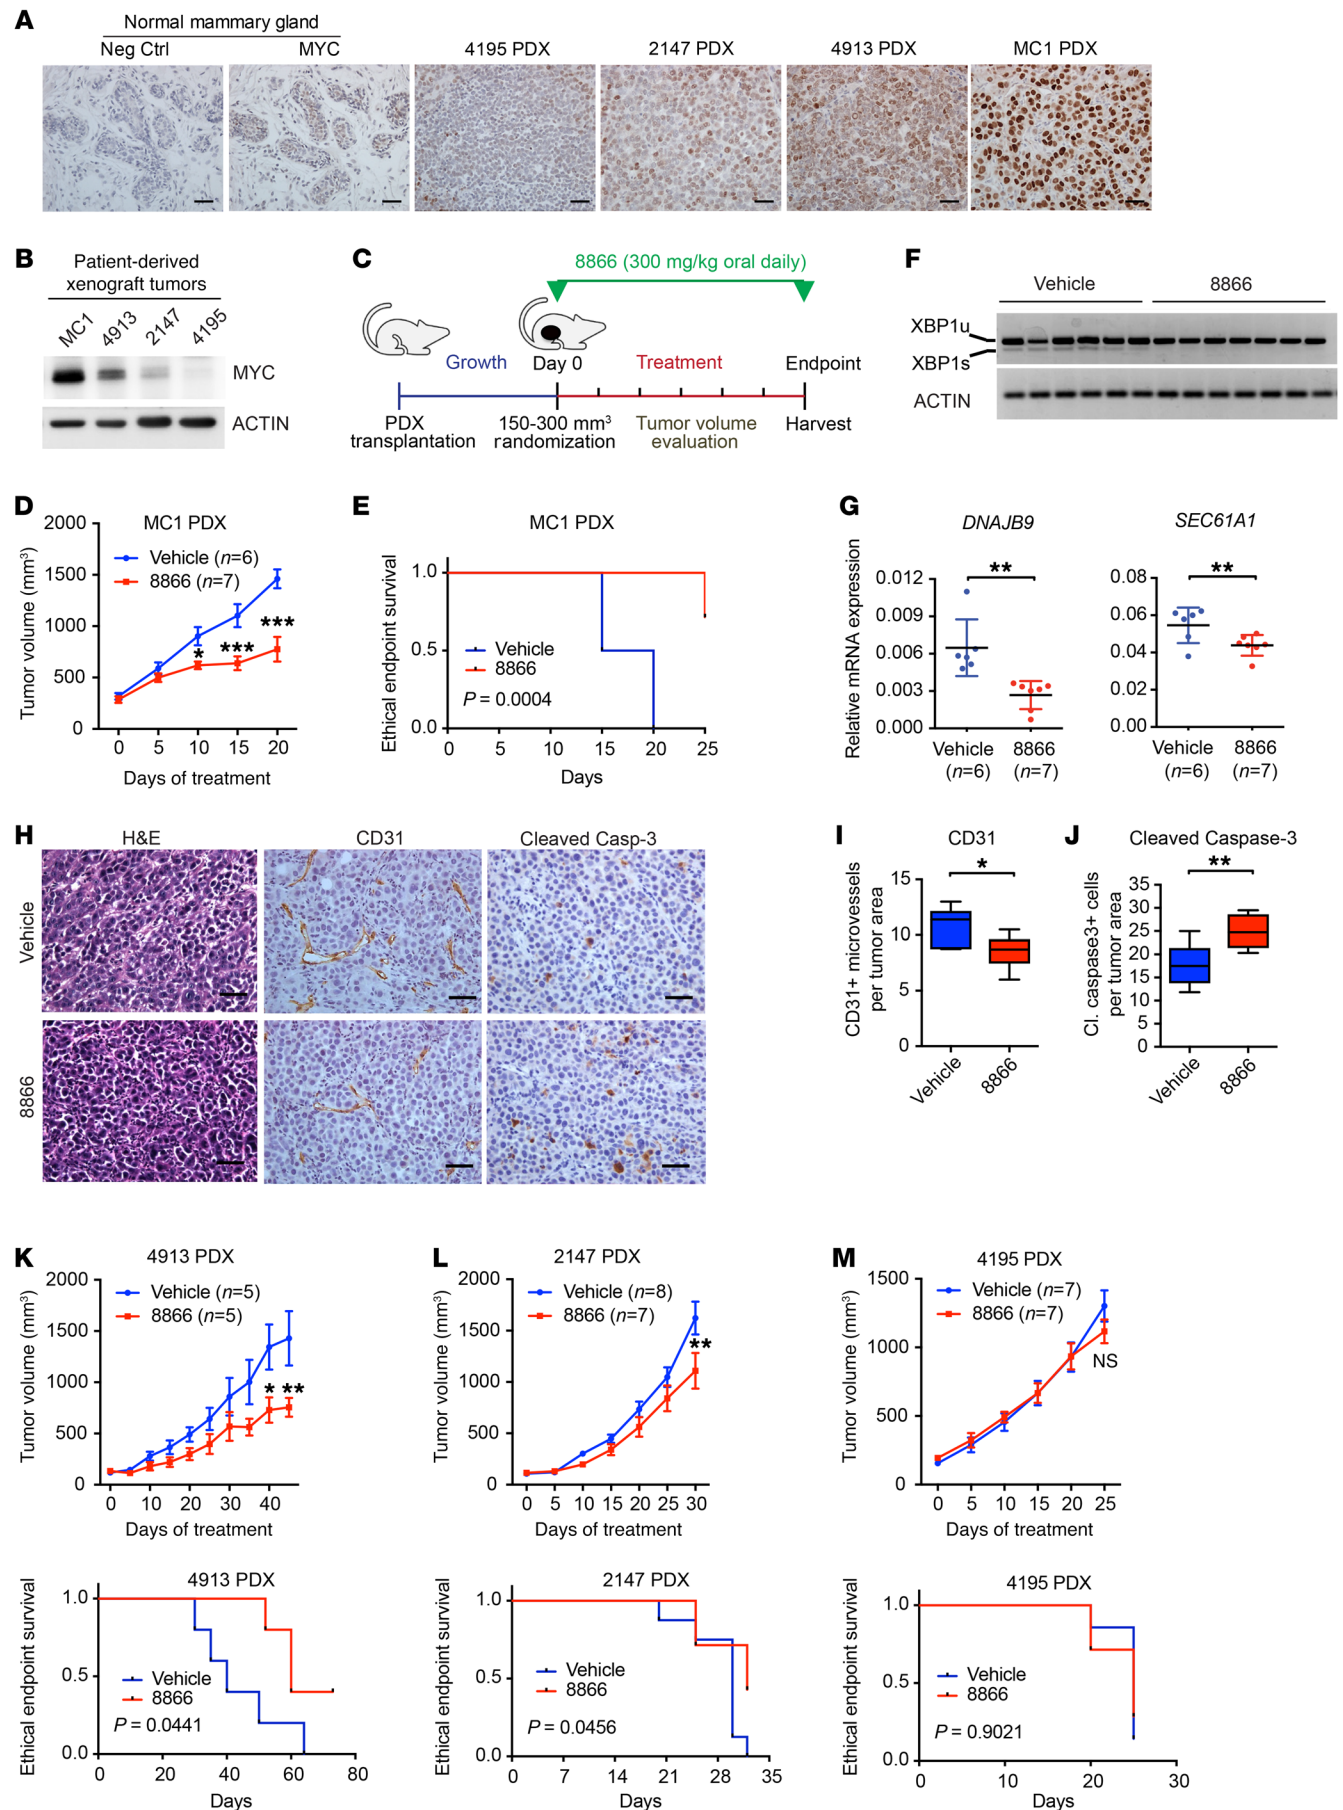 A
Normal mammary gland
Neg Ctrl MYC 4195 PDX 2147 PDX 4913 PDX MC1 PDX
B
Patient-derived
xenograft tumors
MC1 4913 2147 4195
MYC
ACTIN
C
8866 (300 mg/kg oral daily)
Growth Day 0 Treatment Endpoint
PDX
transplantation
150-300 mm³
randomization
Tumor volume
evaluation
Harvest
F
Vehicle 8866
XBP1u
XBP1s
ACTIN
D
MC1 PDX
Tumor volume (mm³)
2000
1500
1000
500
0
Vehicle (n=6)
8866 (n=7)
* *** ***
0 5 10 15 20
Days of treatment
E
MC1 PDX
Ethical endpoint survival
1.0
0.5
0.0
Vehicle
8866
P = 0.0004
0 5 10 15 20 25
Days
G
DNAJB9
Relative mRNA expression
0.012
0.009
0.006
0.003
0.000
**
Vehicle
(n=6)
8866
(n=7)
SEC61A1
0.08
0.06
0.04
0.02
0.00
**
Vehicle
(n=6)
8866
(n=7)
H
H&E CD31 Cleaved Casp-3
Vehicle
8866
I
CD31
CD31+ microvessels
per tumor area
15
10
5
0
*
Vehicle 8866
J
Cleaved Caspase-3
Cl. caspase3+ cells
per tumor area
35
30
25
20
15
10
5
0
**
Vehicle 8866
K
4913 PDX
Tumor volume (mm³)
2000
1500
1000
500
0
Vehicle (n=5)
8866 (n=5)
* **
0 10 20 30 40
Days of treatment
4913 PDX
Ethical endpoint survival
1.0
0.5
0.0
Vehicle
8866
P = 0.0441
0 20 40 60 80
Days
L
2147 PDX
Tumor volume (mm³)
2000
1500
1000
500
0
Vehicle (n=8)
8866 (n=7)
**
0 5 10 15 20 25 30
Days of treatment
2147 PDX
Ethical endpoint survival
1.0
0.5
0.0
Vehicle
8866
P = 0.0456
0 7 14 21 28 35
Days
M
4195 PDX
Tumor volume (mm³)
1500
1000
500
0
Vehicle (n=7)
8866 (n=7)
NS
0 5 10 15 20 25
Days of treatment
4195 PDX
Ethical endpoint survival
1.0
0.5
0.0
Vehicle
8866
P = 0.9021
0 10 20 30
Days